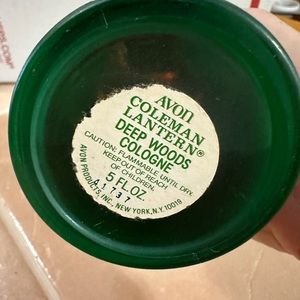 AVON
COLEMAN
LANTERN®
DEEP WOODS
COLOGNE
CAUTION: FLAMMABLE UNTIL DRY.
KEEP OUT OF REACH
OF CHILDREN.
5 FL. OZ.
41737
AVON PRODUCTS, INC., NEW YORK, N.Y. 10019